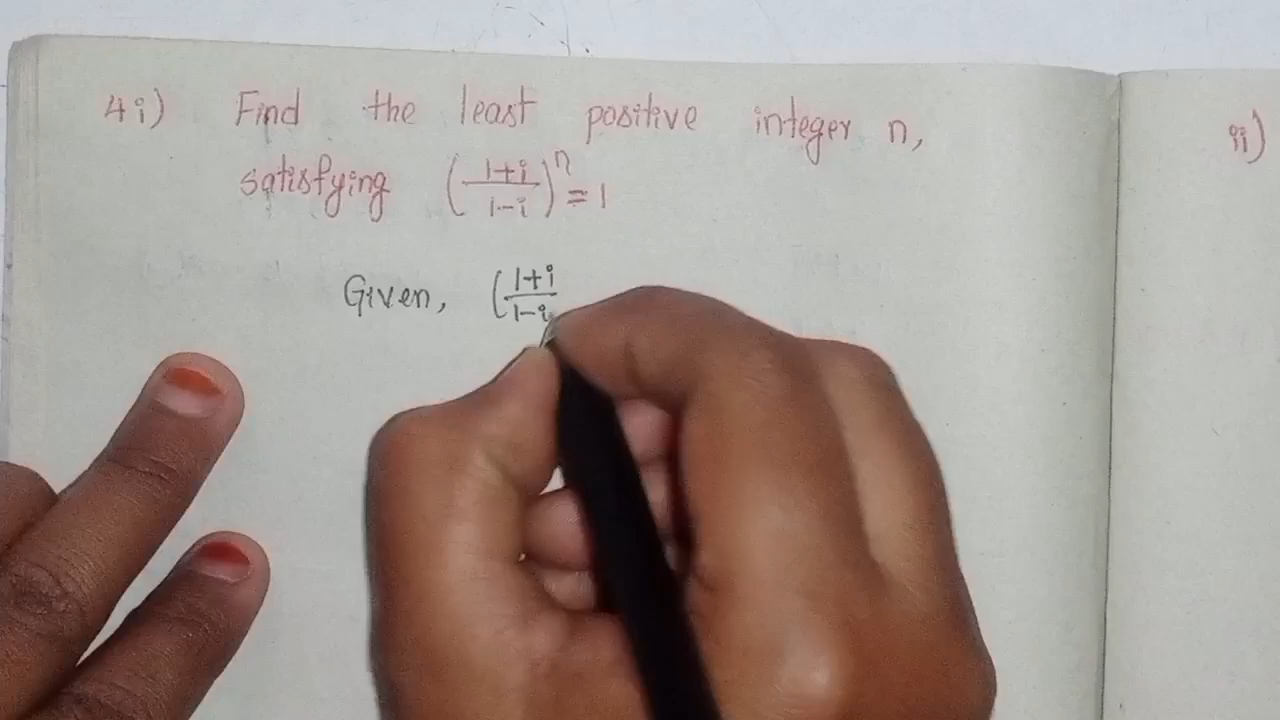 4i) Find the least positive integer n,
satisfying (1+i/1-i)^n = 1
Given, (1+i/1-i
ii)